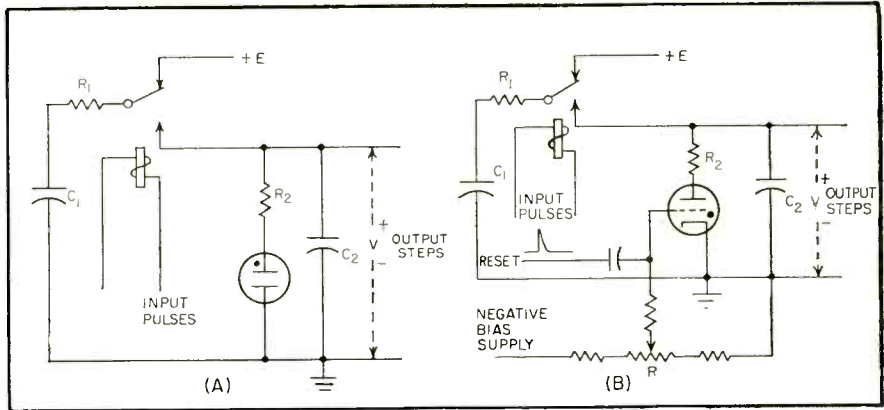 +E
R1
C1
R2
C2
+
V
-
OUTPUT
STEPS
INPUT
PULSES
(A)
+E
R1
C1
R2
C2
+
V
-
OUTPUT
STEPS
INPUT
PULSES
RESET
NEGATIVE
BIAS
SUPPLY
R
(B)